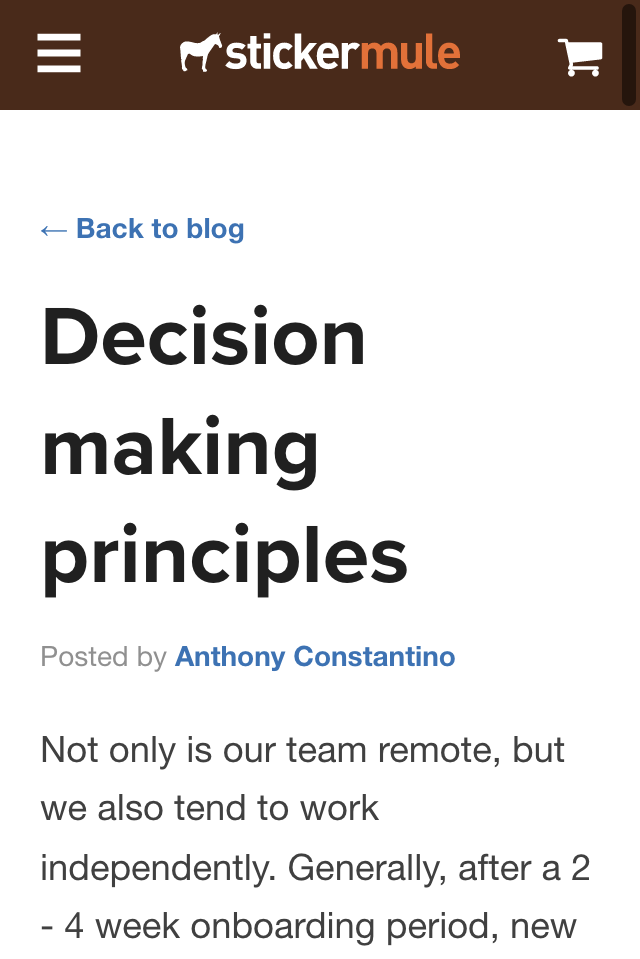 stickermule
← Back to blog
Decision
making
principles
Posted by Anthony Constantino
Not only is our team remote, but
we also tend to work
independently. Generally, after a 2
- 4 week onboarding period, new